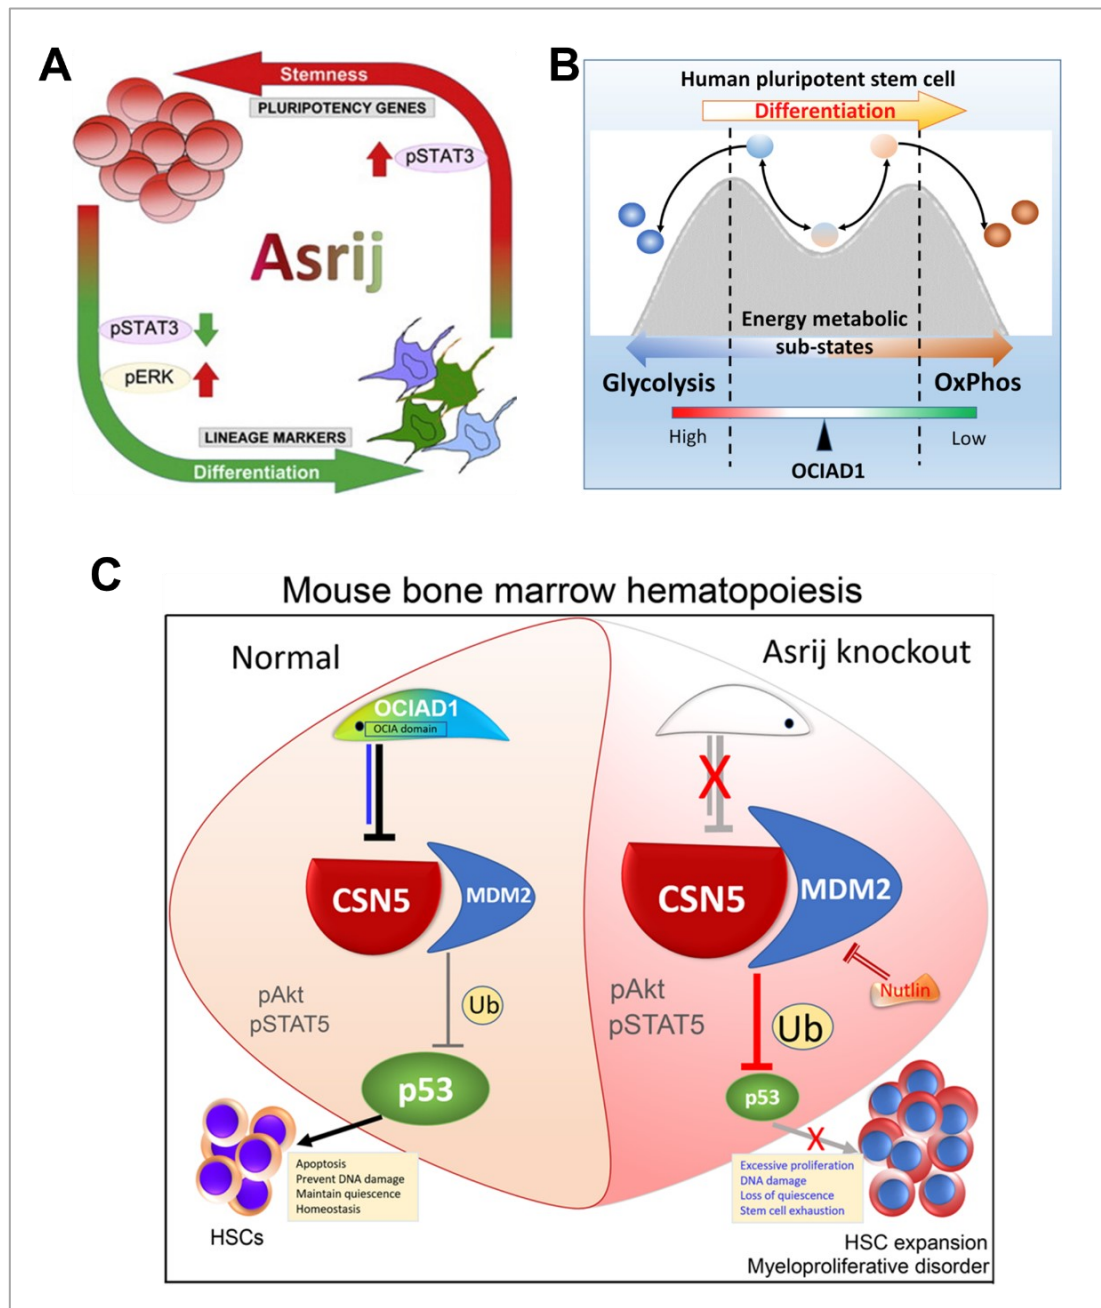 A
Stemness
PLURIPOTENCY GENES
pSTAT3
Asrij
pSTAT3
pERK
LINEAGE MARKERS
Differentiation
B
Human pluripotent stem cell
Differentiation
Energy metabolic
sub-states
Glycolysis
OxPhos
High
Low
OCIAD1
C
Mouse bone marrow hematopoiesis
Normal
OCIAD1
OCIA domain
CSN5
MDM2
pAkt
pSTAT5
Ub
p53
Apoptosis
Prevent DNA damage
Maintain quiescence
Homeostasis
HSCs
Asrij knockout
X
CSN5
MDM2
Nutlin
pAkt
pSTAT5
Ub
p53
X
Excessive proliferation
DNA damage
Loss of quiescence
Stem cell exhaustion
HSC expansion
Myeloproliferative disorder